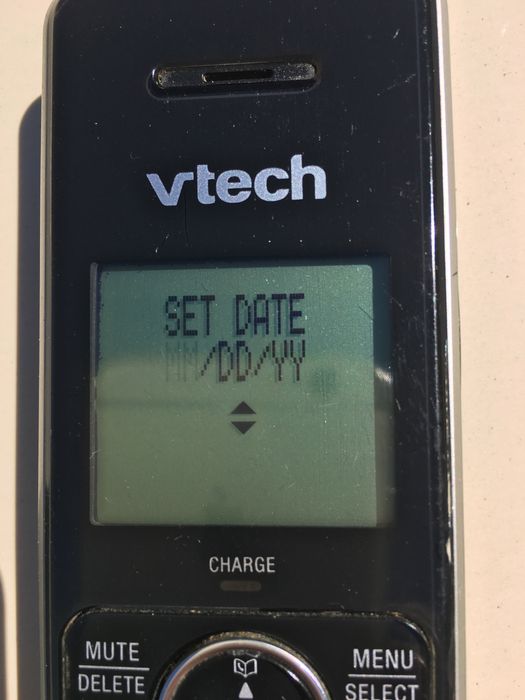 vtech
SET DATE
MM/DD/YY
CHARGE
MUTE
DELETE
MENU
SELECT